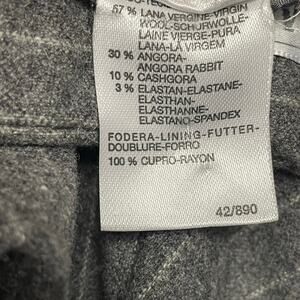 57 % LANA VERGINE-VIRGIN
WOOL-SCHURWOLLE-
LAINE VIERGE-PURA
LANA-LÃ VIRGEM
30 % ANGORA-
ANGORA RABBIT
10 % CASHGORA
3 % ELASTAN-ELASTANE-
ELASTHAN-
ELASTHANNE-
ELASTANO-SPANDEX
FODERA-LINING-FUTTER-
DOUBLURE-FORRO
100 % CUPRO-RAYON
42/890